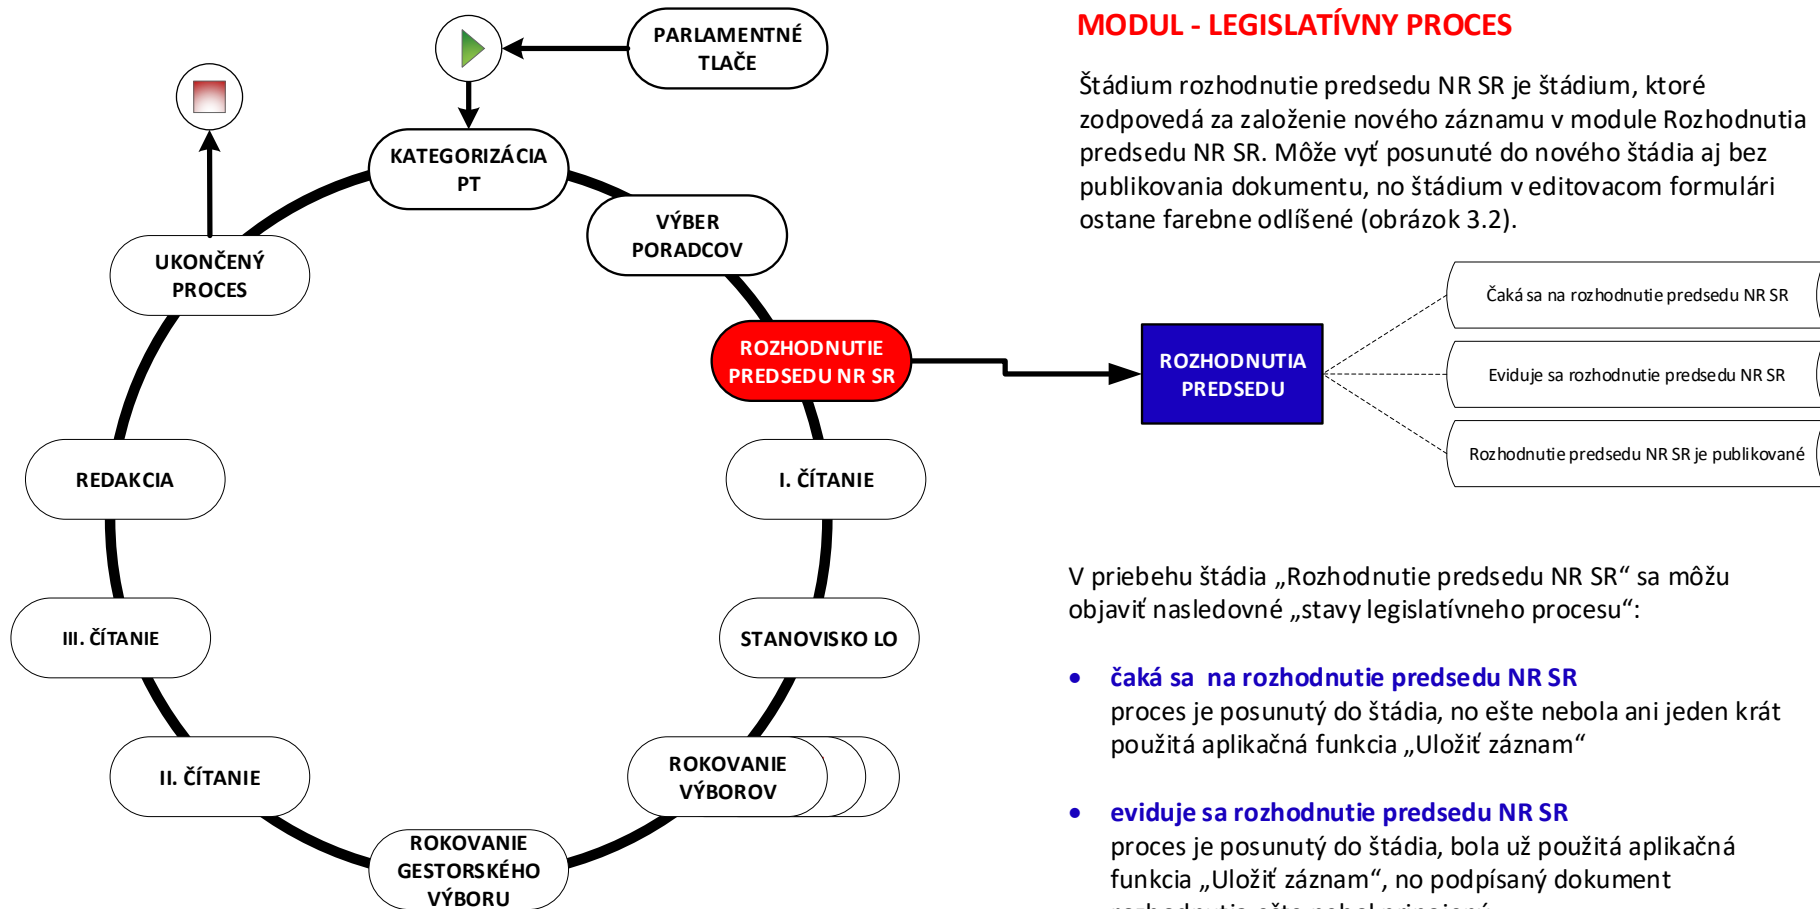 PARLAMENTNÉ
TLAČE
KATEGORIZÁCIA
PT
VÝBER
PORADCOV
UKONČENÝ
PROCES
ROZHODNUTIE
PREDSEDU NR SR
REDAKCIA
I. ČÍTANIE
III. ČÍTANIE
STANOVISKO LO
II. ČÍTANIE
ROKOVANIE
VÝBOROV
ROKOVANIE
GESTORSKÉHO
VÝBORU
MODUL - LEGISLATÍVNY PROCES
Štádium rozhodnutie predsedu NR SR je štádium, ktoré
zodpovedá za založenie nového záznamu v module Rozhodnutia
predsedu NR SR. Môže vyť posunuté do nového štádia aj bez
publikovania dokumentu, no štádium v editovacom formulári
ostane farebne odlíšené (obrázok 3.2).
ROZHODNUTIA
PREDSEDU
Čaká sa na rozhodnutie predsedu NR SR
Eviduje sa rozhodnutie predsedu NR SR
Rozhodnutie predsedu NR SR je publikované
V priebehu štádia „Rozhodnutie predsedu NR SR“ sa môžu
objaviť nasledovné „stavy legislatívneho procesu“:
• čaká sa na rozhodnutie predsedu NR SR
proces je posunutý do štádia, no ešte nebola ani jeden krát
použitá aplikačná funkcia „Uložiť záznam“
• eviduje sa rozhodnutie predsedu NR SR
proces je posunutý do štádia, bola už použitá aplikačná
funkcia „Uložiť záznam“, no podpísaný dokument